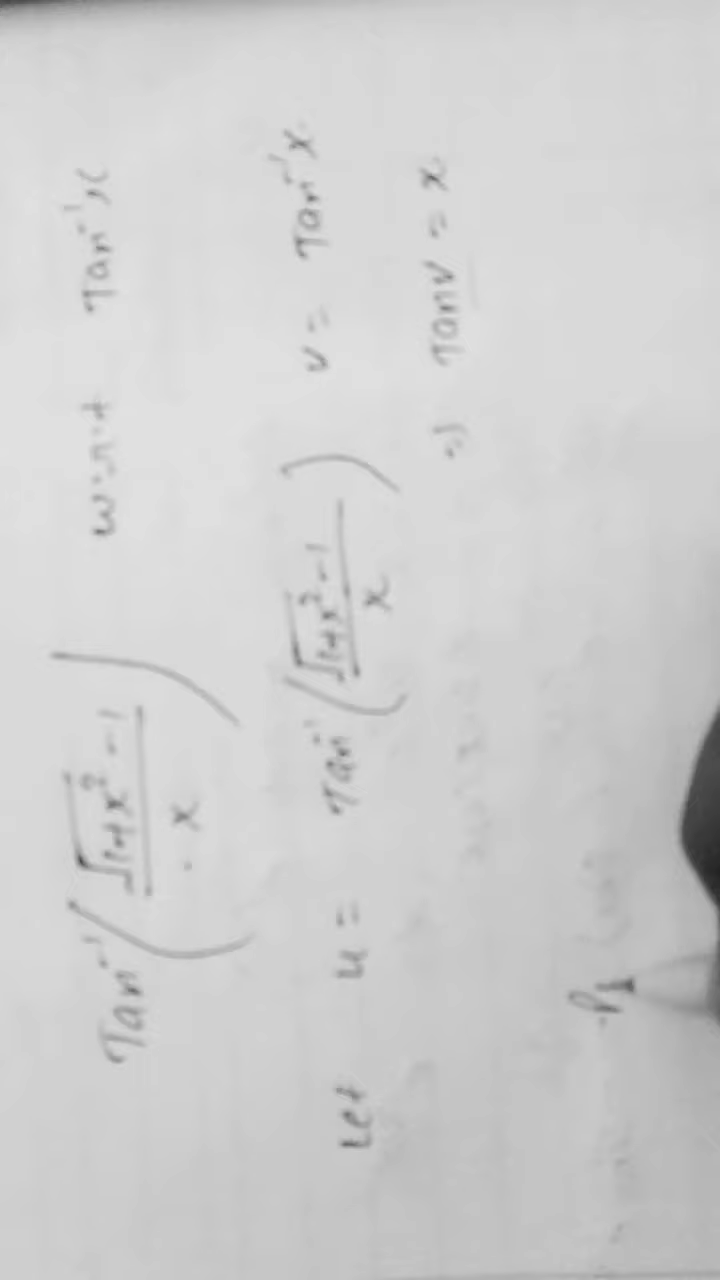 Tan⁻¹(√1+x² - 1 / x) w.r.t Tan⁻¹x
Let u = Tan⁻¹(√1+x² - 1 / x) v = Tan⁻¹x
⇒ Tanv = x